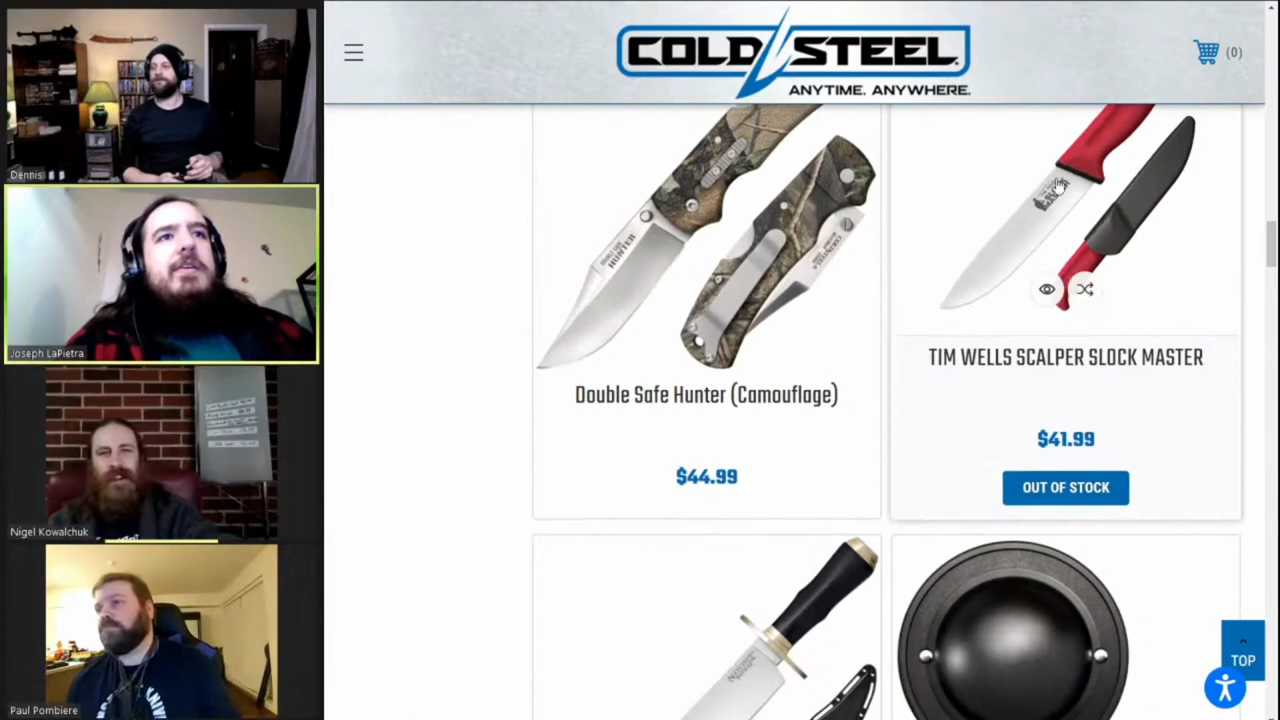 Dennis
Joseph LaPietra
Nigel Kowalchuk
Paul Pombiere
COLD STEEL
ANYTIME. ANYWHERE.
(0)
HUNTER
Double Safe Hunter (Camouflage)
$44.99
TIM WELLS SCALPER SLOCK MASTER
$41.99
OUT OF STOCK
TOP